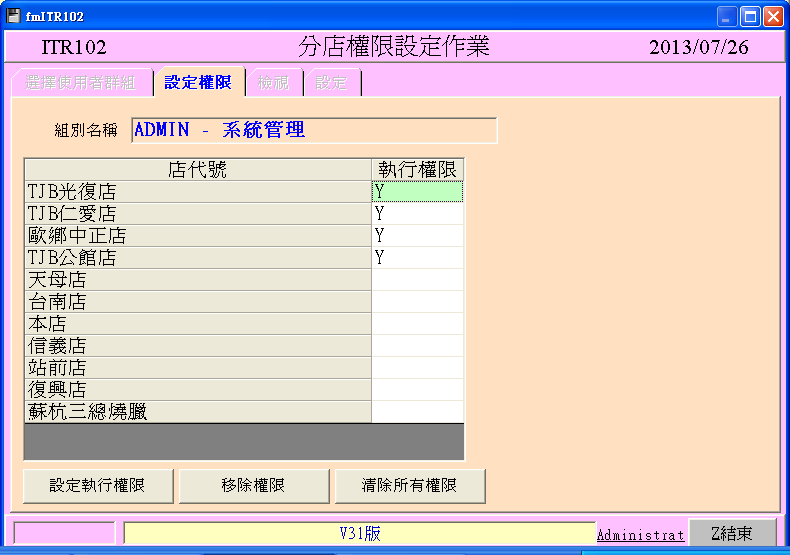 fmITR102
ITR102 分店權限設定作業 2013/07/26
選擇使用者群組 設定權限 檢視 設定
組別名稱 ADMIN - 系統管理
店代號 執行權限
TJB光復店 Y
TJB仁愛店 Y
歐鄉中正店 Y
TJB公館店 Y
天母店
台南店
本店
信義店
站前店
復興店
蘇杭三總燒臘
設定執行權限 移除權限 清除所有權限
V31版 Administrat Z結束